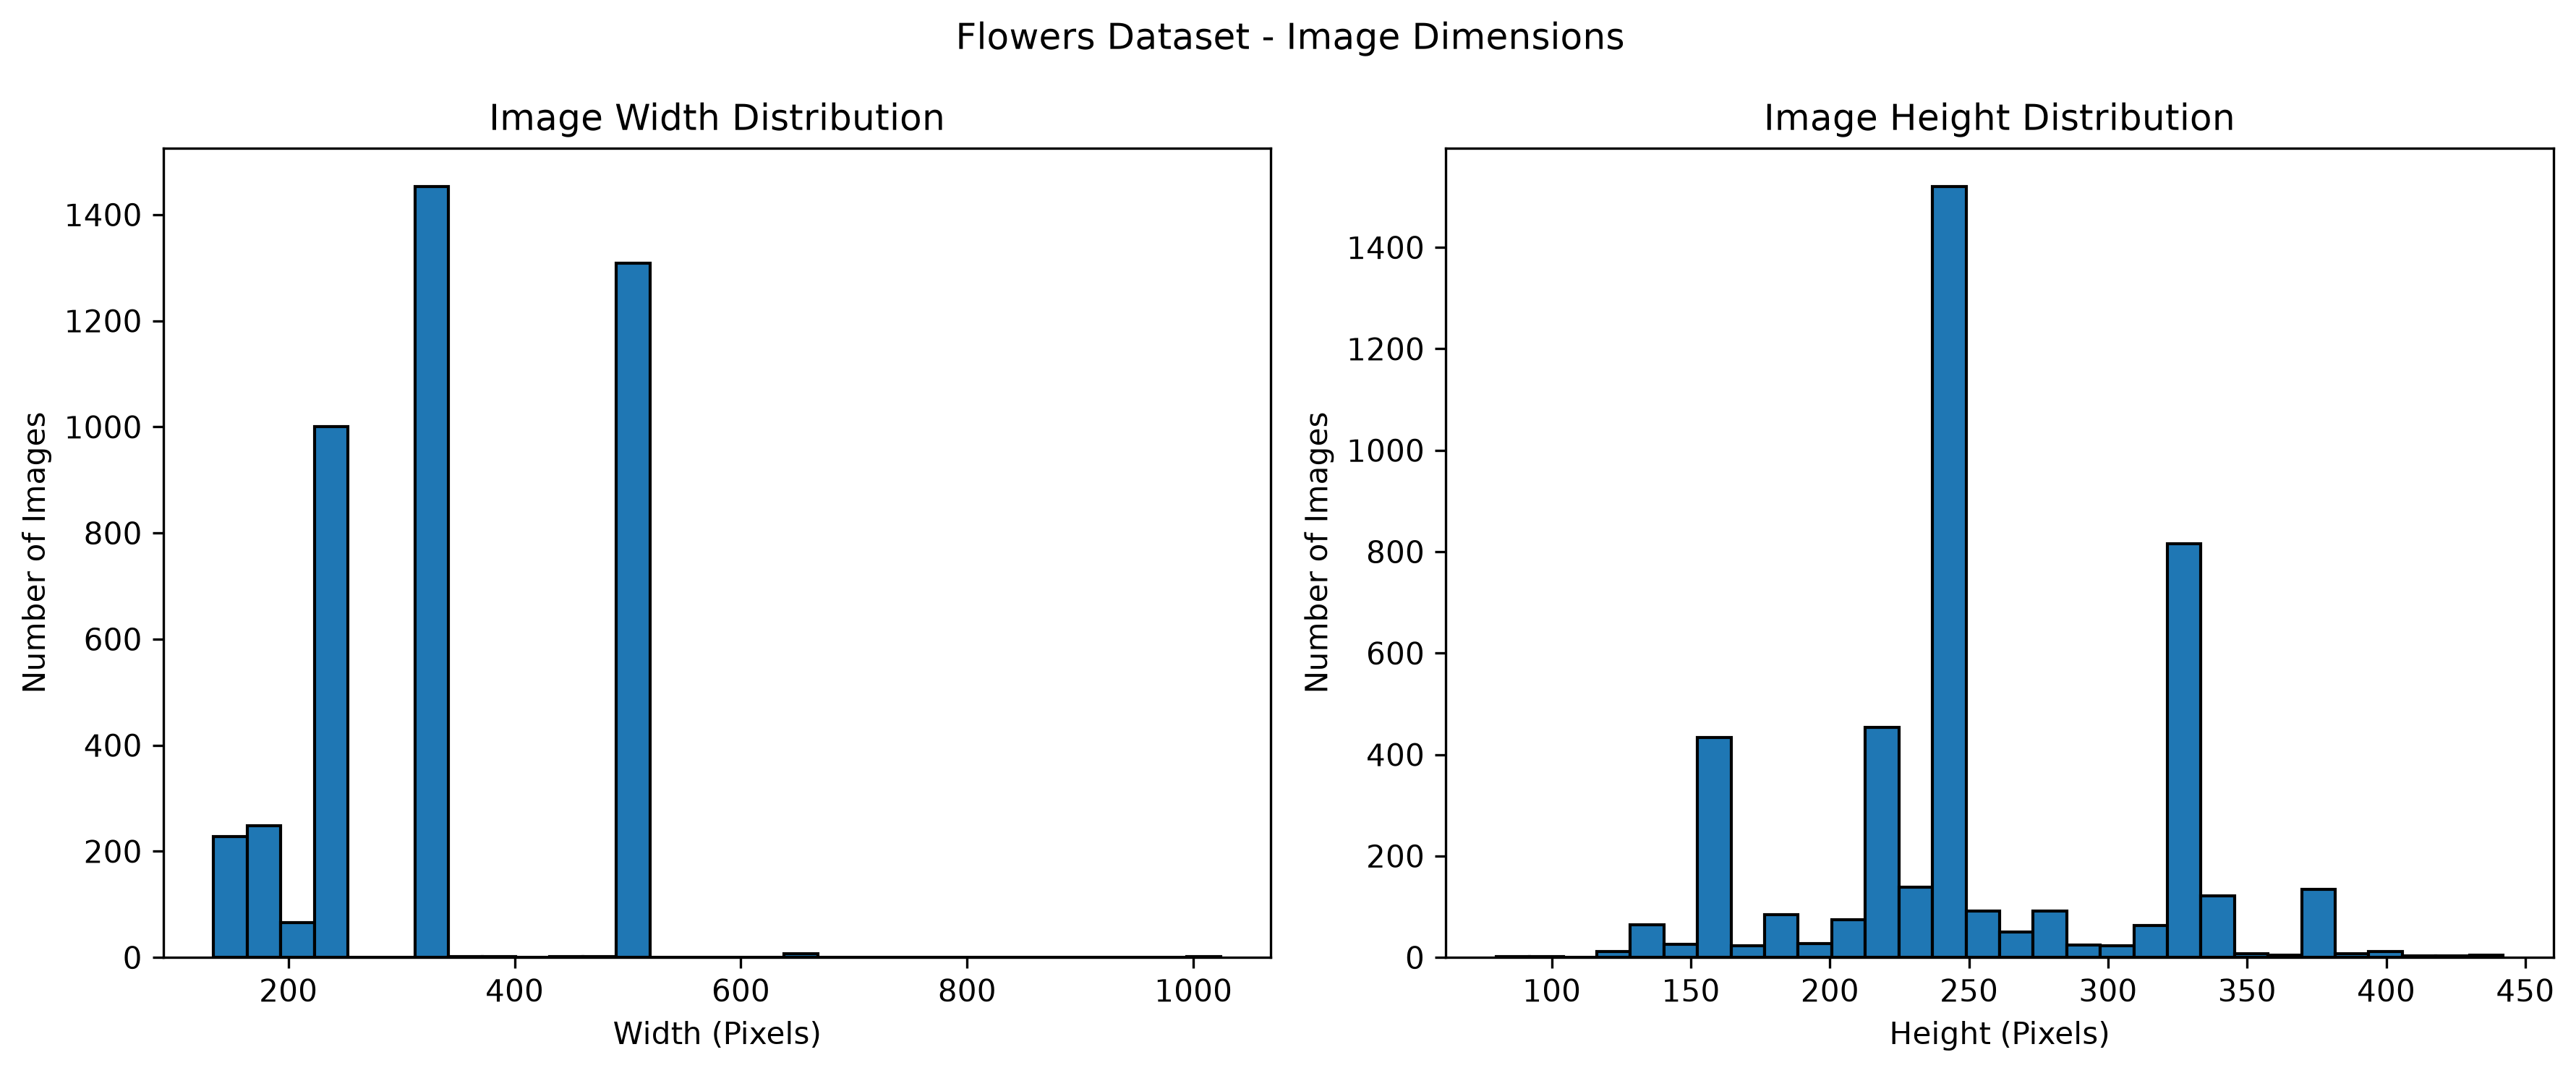 Flowers Dataset - Image Dimensions
Image Width Distribution
Number of Images
1400
1200
1000
800
600
400
200
0
200 400 600 800 1000
Width (Pixels)
Image Height Distribution
Number of Images
1400
1200
1000
800
600
400
200
0
100 150 200 250 300 350 400 450
Height (Pixels)